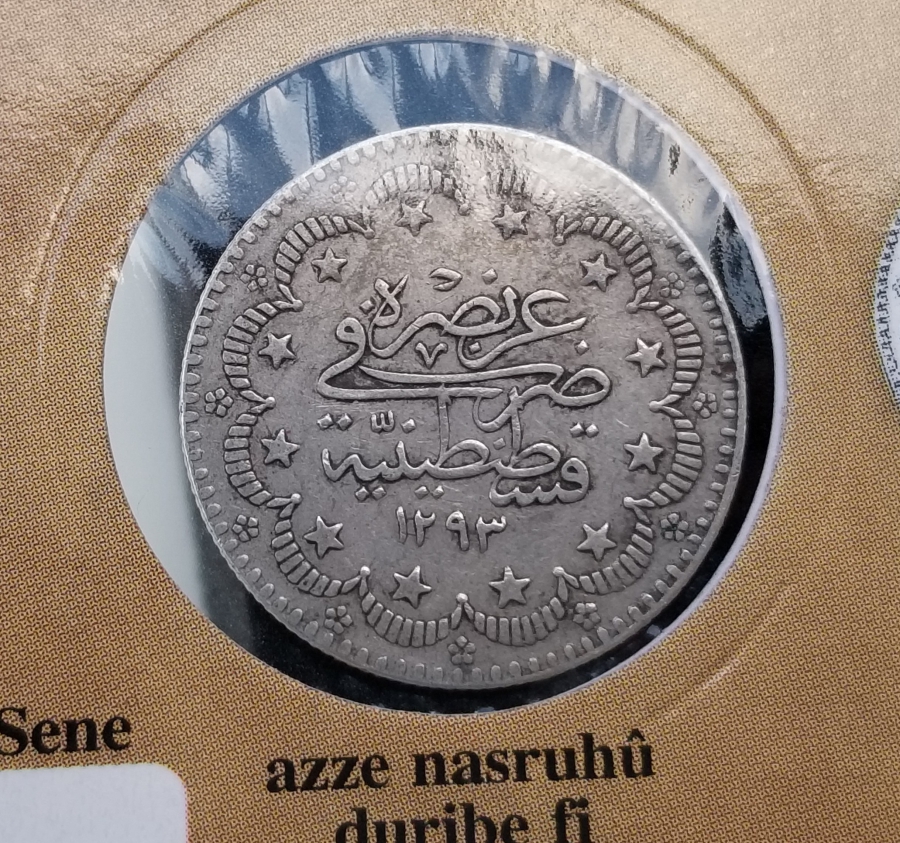 عز نصره
ضرب في
قسطنطينية
١٢٩٣
Sene
azze nasruhû
duribe fi